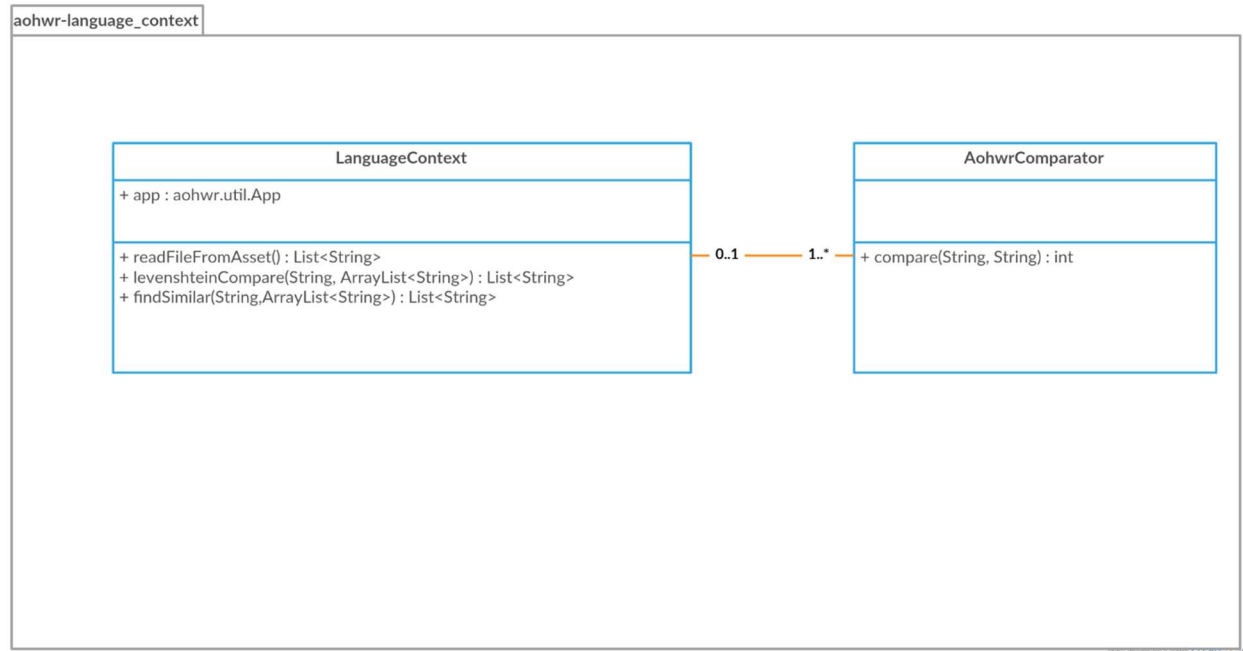 aohwr-language_context
LanguageContext
+ app : aohwr.util.App
+ readFileFromAsset() : List<String>
+ levenshteinCompare(String, ArrayList<String>) : List<String>
+ findSimilar(String,ArrayList<String>) : List<String>
0..1
1..*
AohwrComparator
+ compare(String, String) : int